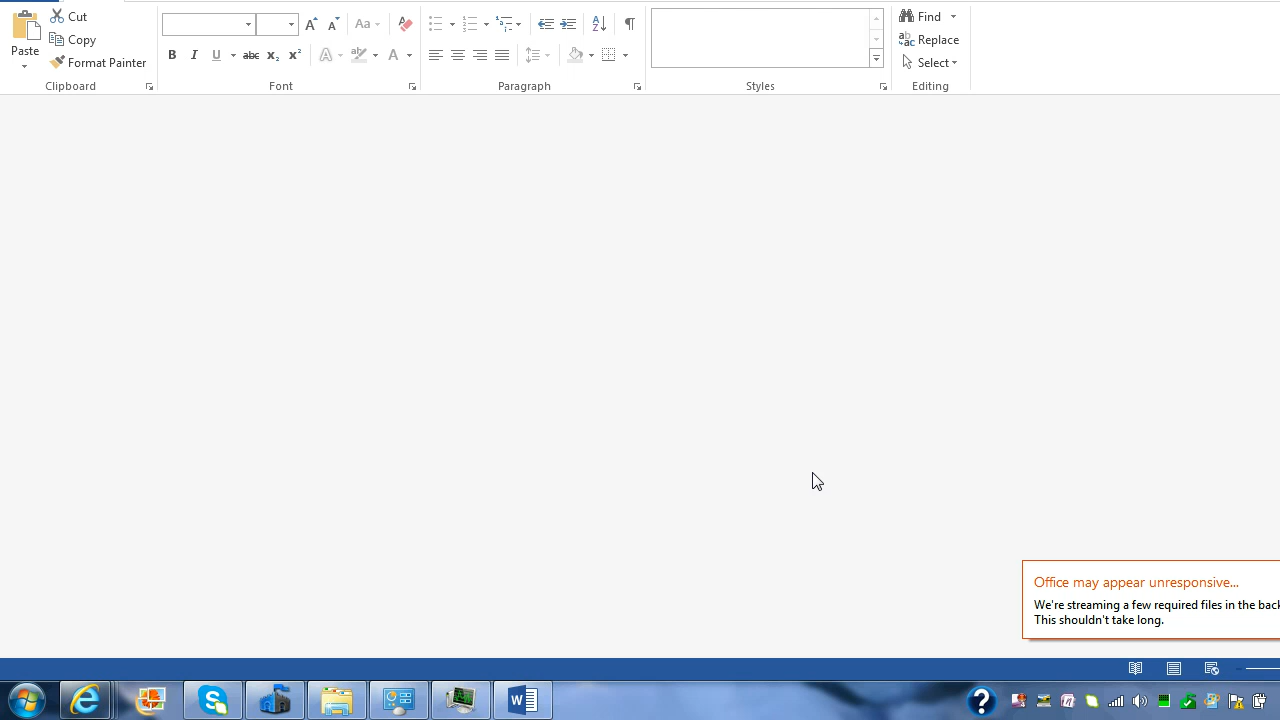 Cut
Copy
Format Painter
Paste
Clipboard
Aa
B I U abc x₂ x²
A A
Font
A
Z
¶
Paragraph
Styles
Find
Replace
Select
Editing
Office may appear unresponsive...
We're streaming a few required files in the back
This shouldn't take long.